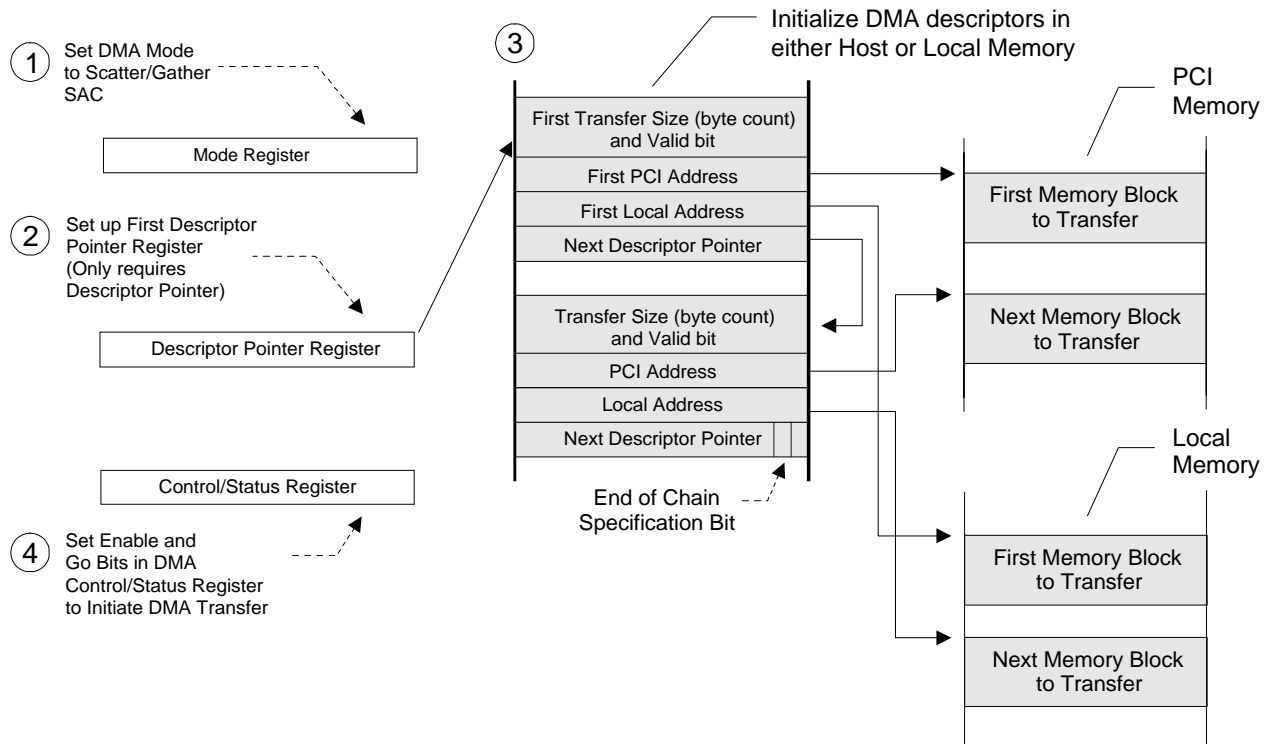 1
Set DMA Mode
to Scatter/Gather
SAC
Mode Register
2
Set up First Descriptor
Pointer Register
(Only requires
Descriptor Pointer)
Descriptor Pointer Register
Control/Status Register
4
Set Enable and
Go Bits in DMA
Control/Status Register
to Initiate DMA Transfer
3
Initialize DMA descriptors in
either Host or Local Memory
First Transfer Size (byte count)
and Valid bit
First PCI Address
First Local Address
Next Descriptor Pointer
Transfer Size (byte count)
and Valid bit
PCI Address
Local Address
Next Descriptor Pointer
End of Chain
Specification Bit
PCI
Memory
First Memory Block
to Transfer
Next Memory Block
to Transfer
Local
Memory
First Memory Block
to Transfer
Next Memory Block
to Transfer